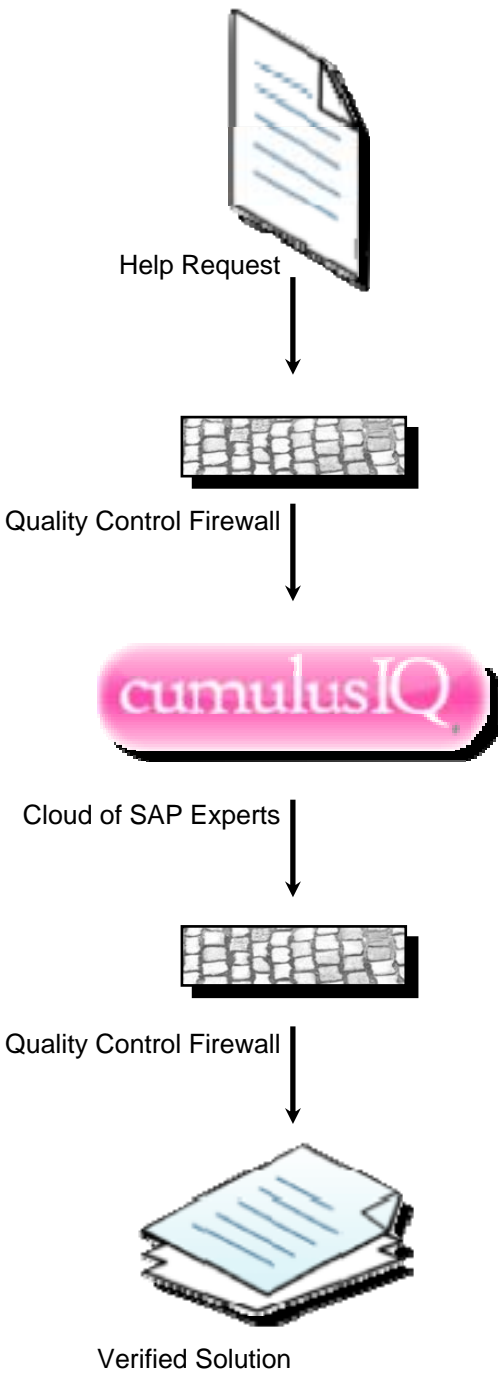 Help Request
Quality Control Firewall
cumulusIQ
Cloud of SAP Experts
Quality Control Firewall
Verified Solution